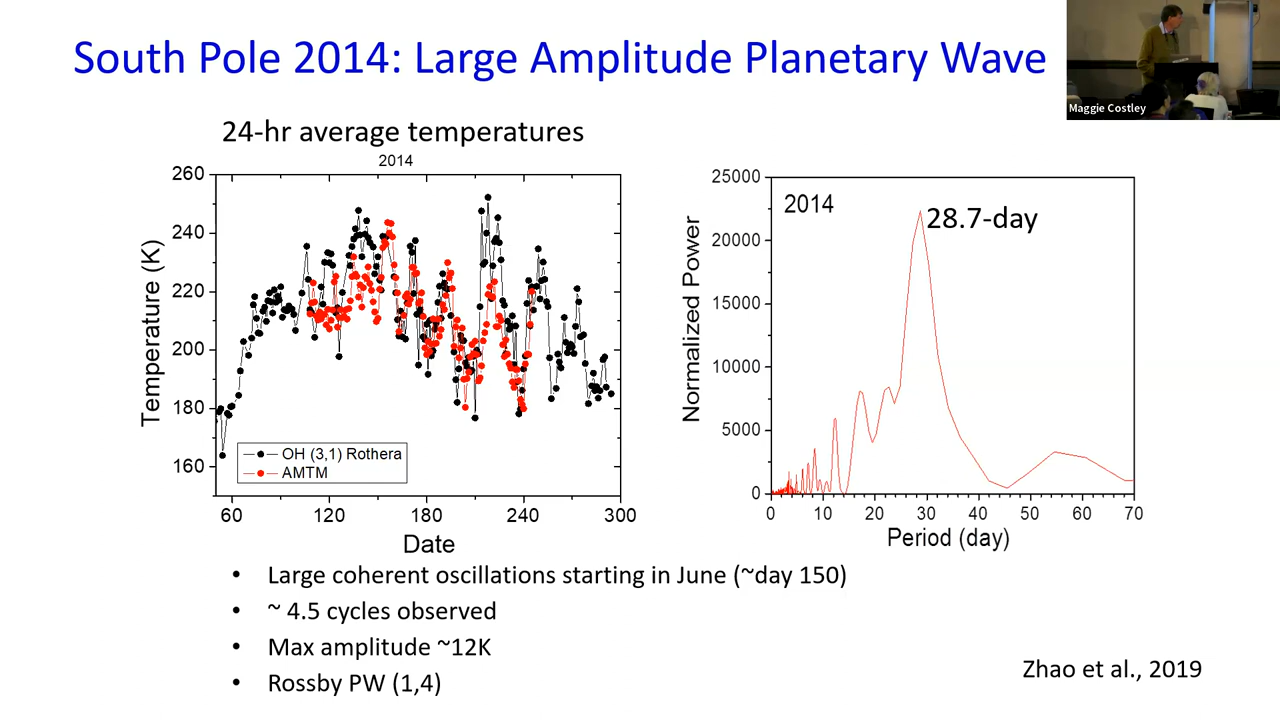 South Pole 2014: Large Amplitude Planetary Wave
Maggie Costley
24-hr average temperatures
2014
260
240
220
200
180
160
Temperature (K)
OH (3,1) Rothera
AMTM
60 120 180 240 300
Date
25000
20000
15000
10000
5000
0
Normalized Power
2014
28.7-day
0 10 20 30 40 50 60 70
Period (day)
• Large coherent oscillations starting in June (~day 150)
• ~ 4.5 cycles observed
• Max amplitude ~12K
• Rossby PW (1,4)
Zhao et al., 2019